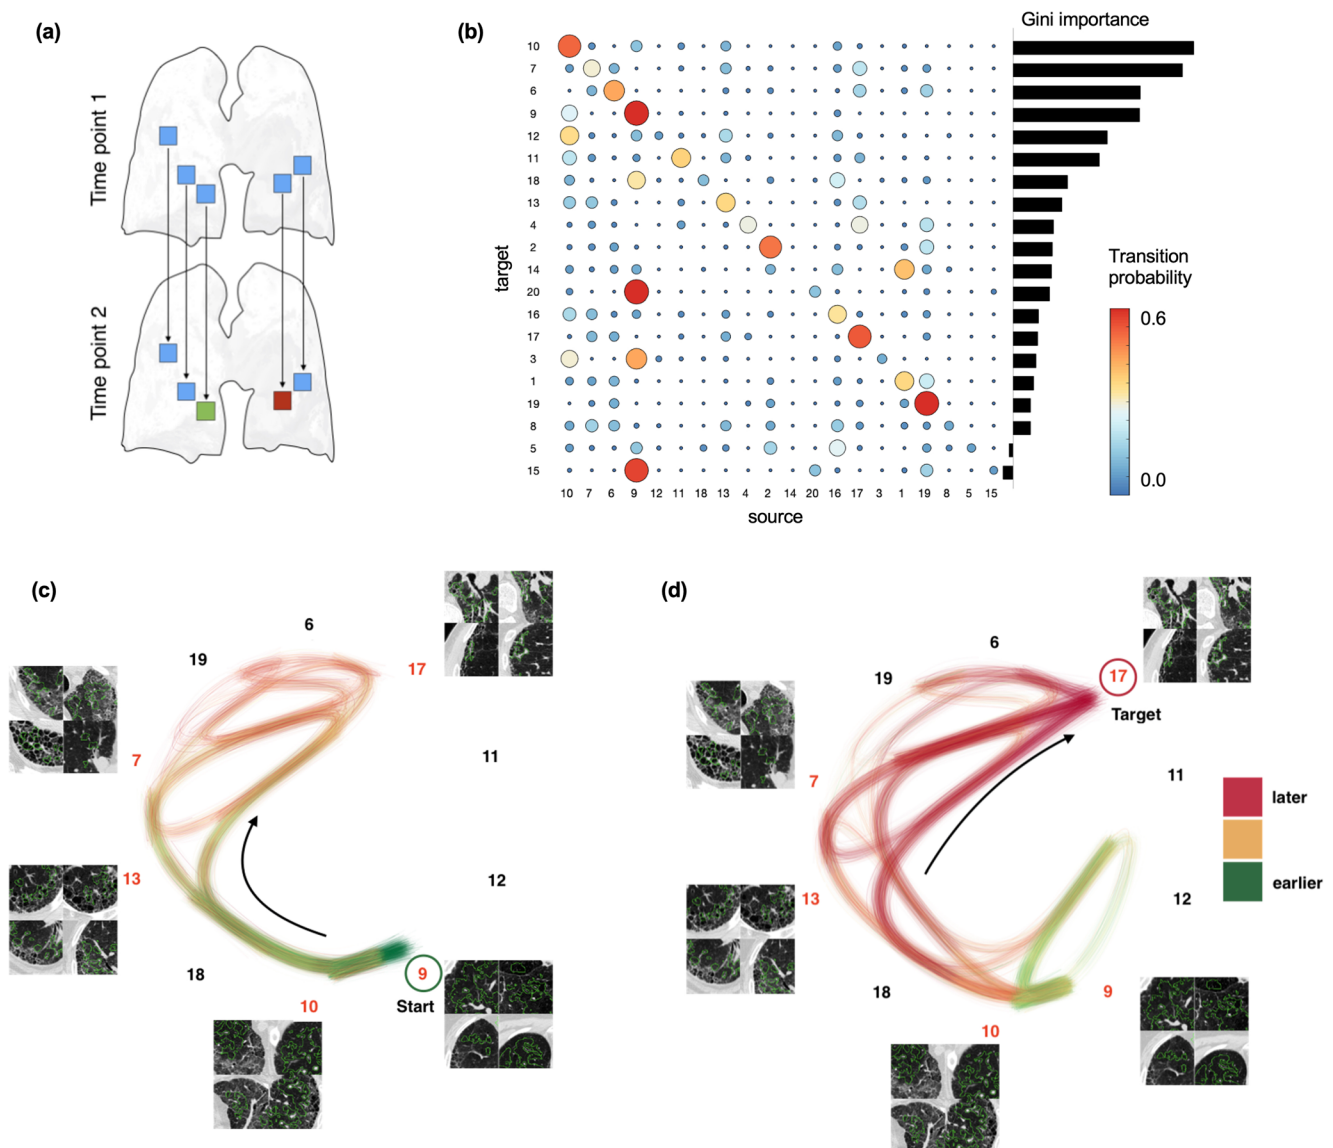 (a)
Time point 1
Time point 2
(b)
Gini importance
target
10
7
6
9
12
11
18
13
4
2
14
20
16
17
3
1
19
8
5
15
10 7 6 9 12 11 18 13 4 2 14 20 16 17 3 1 19 8 5 15
source
Transition
probability
0.6
0.0
(c)
6
19
17
7
11
13
12
18
9
Start
10
(d)
6
19
17
Target
7
11
later
earlier
13
12
18
9
10